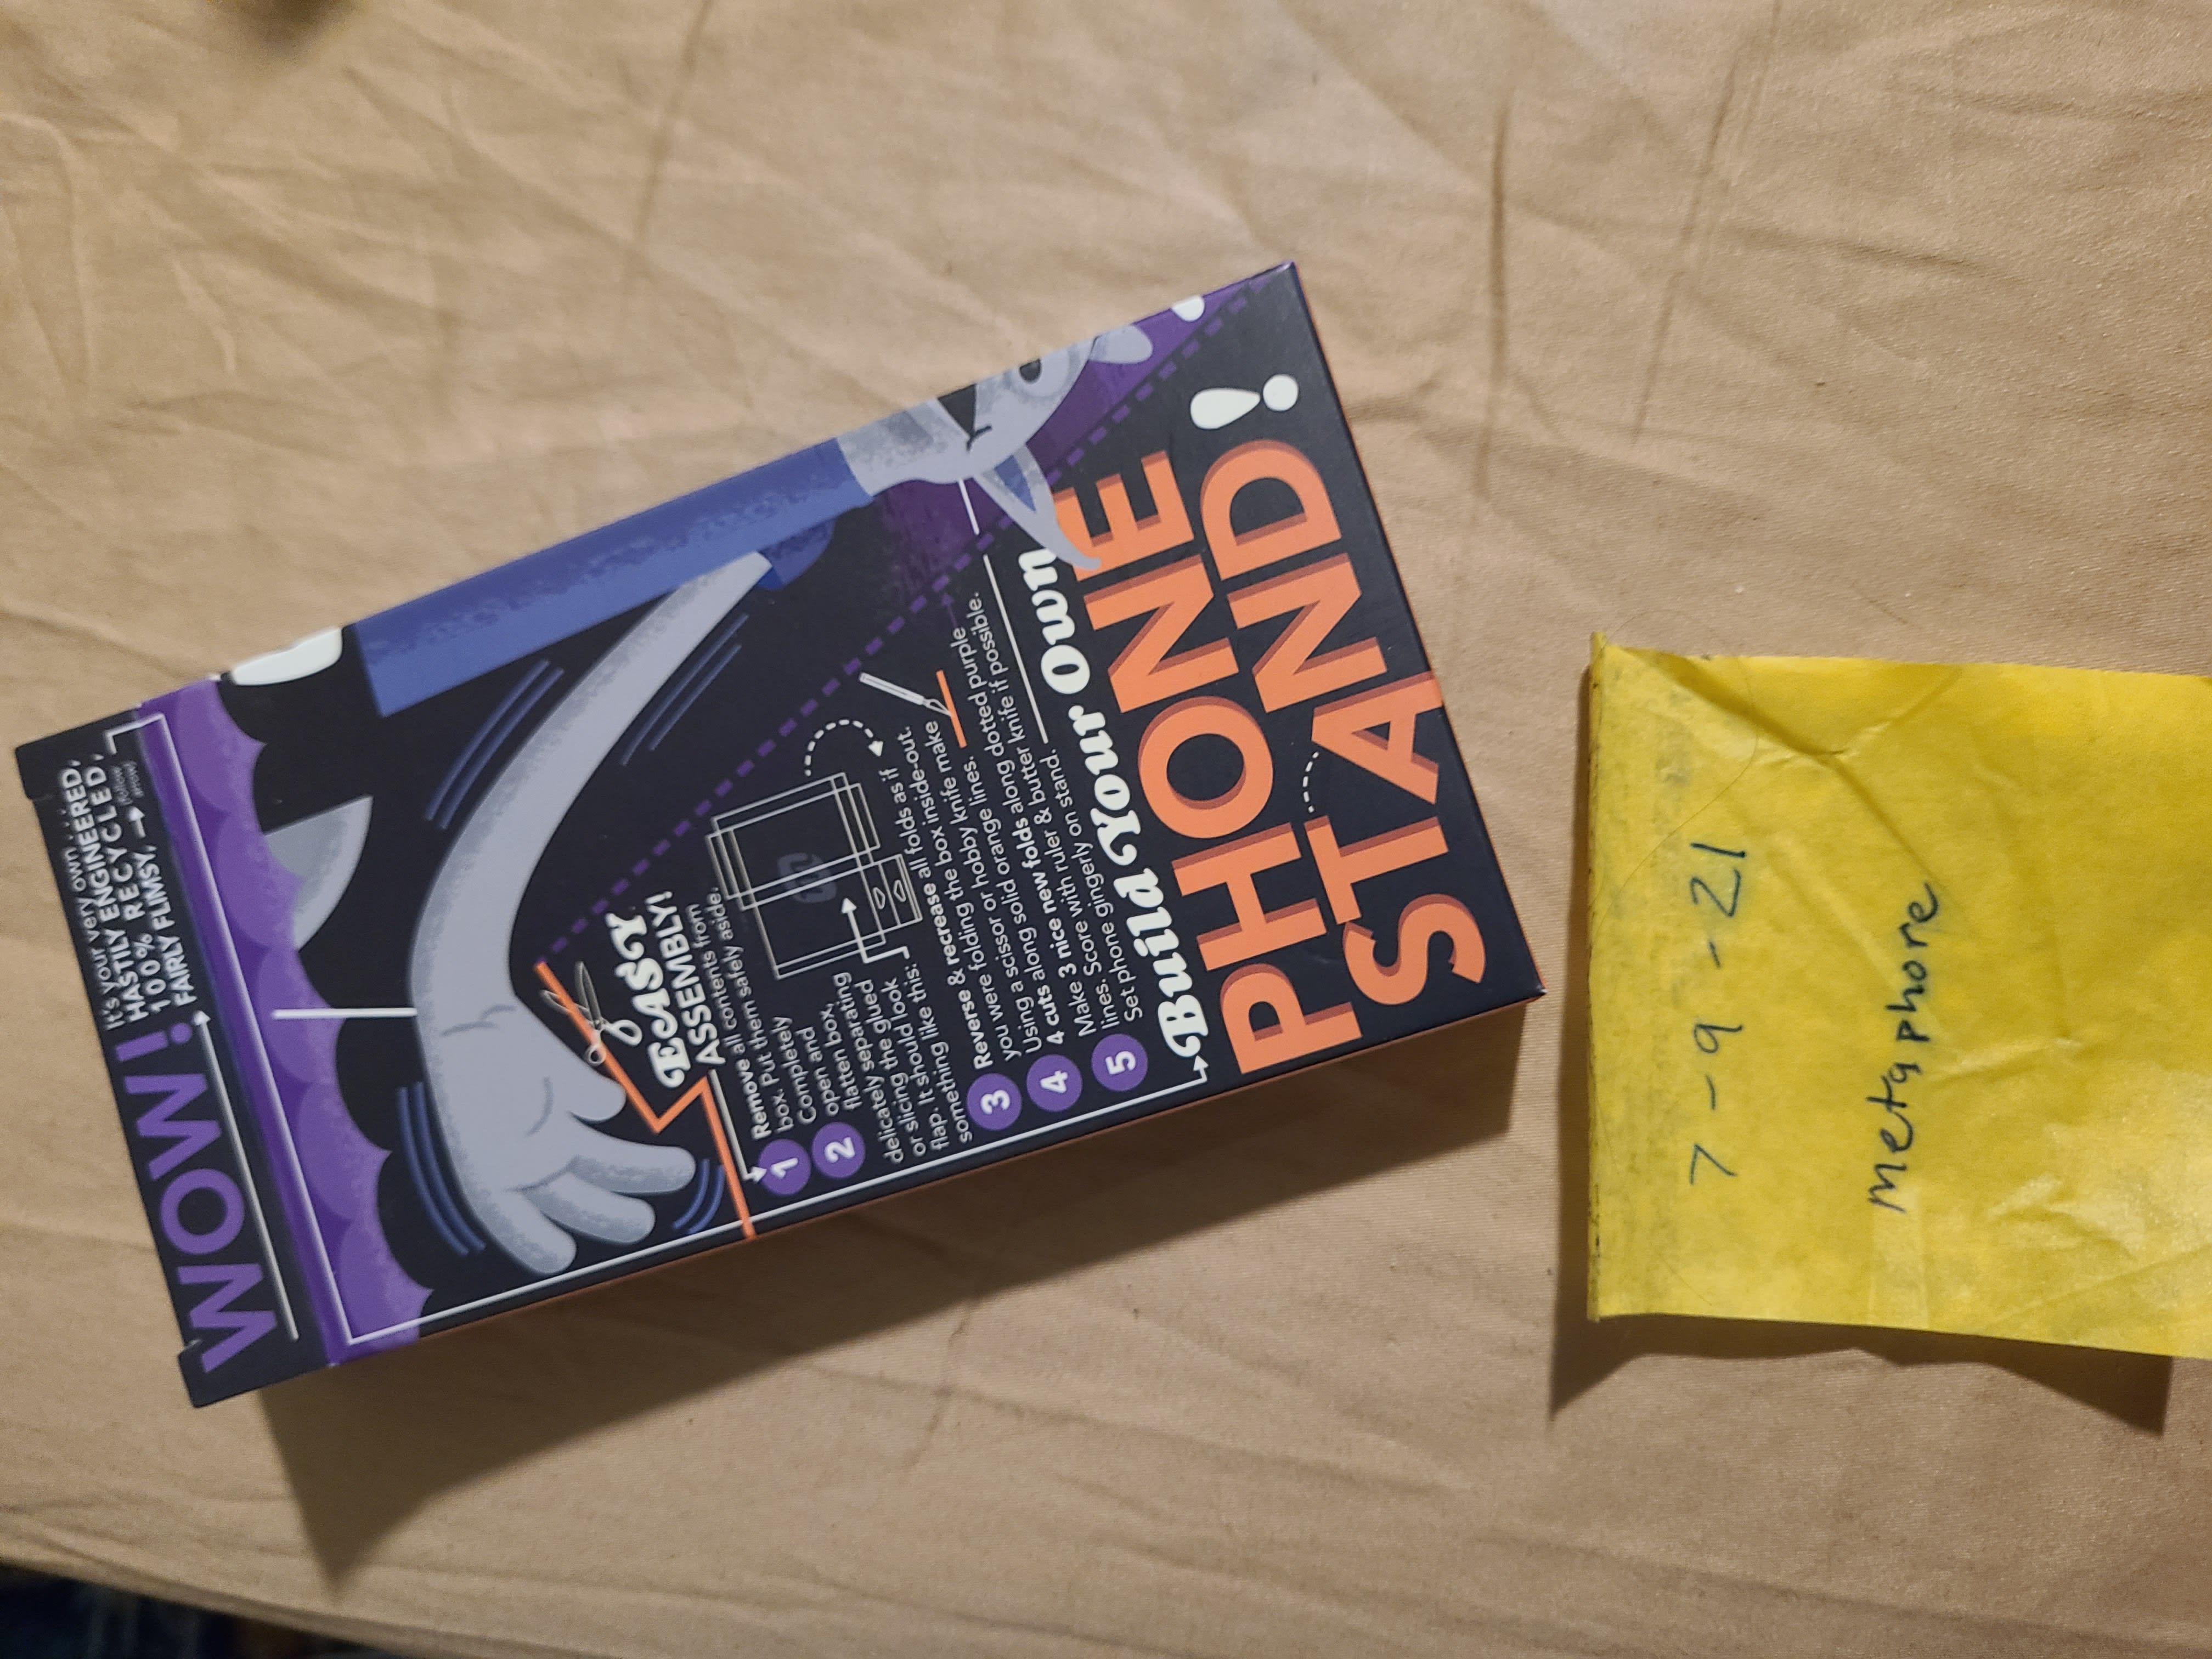 WOW!
It's your very own...
HASTILY ENGINEERED,
100% RECYCLED,
FAIRLY FLIMSY,
follow
arrow
EASY
ASSEMBLY!
1 Remove all contents from
box. Put them safely aside.
2 Completely
open and
flatten box,
delicately separating
or slicing the glued
flap. It should look
something like this:
3 Reverse & recrease all folds as if
you were folding the box inside-out.
4 Using a scissor or hobby knife make
4 cuts along solid orange lines.
5 Make 3 nice new folds along dotted purple
lines. Score with ruler & butter knife if possible.
Set phone gingerly on stand.
Build Your Own
PHONE
STAND!
7-9-21
metaphore